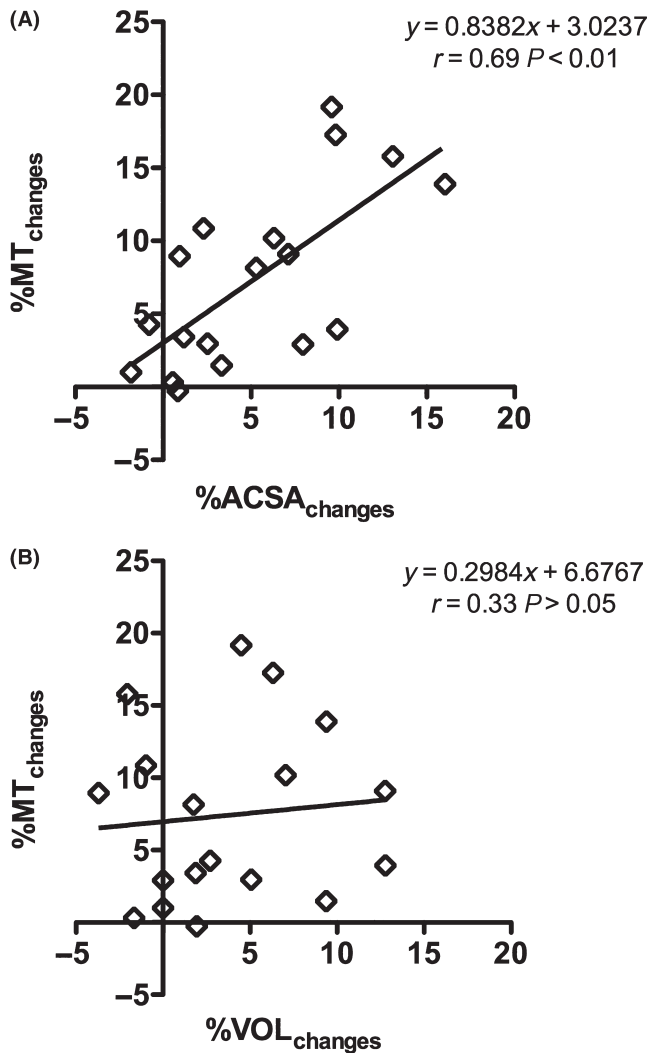 (A)
y = 0.8382x + 3.0237
r = 0.69 P < 0.01
25
20
15
10
5
–5
–5
5
10
15
20
%MTchanges
%ACSAchanges
(B)
y = 0.2984x + 6.6767
r = 0.33 P > 0.05
25
20
15
10
5
–5
–5
5
10
15
20
%MTchanges
%VOLchanges